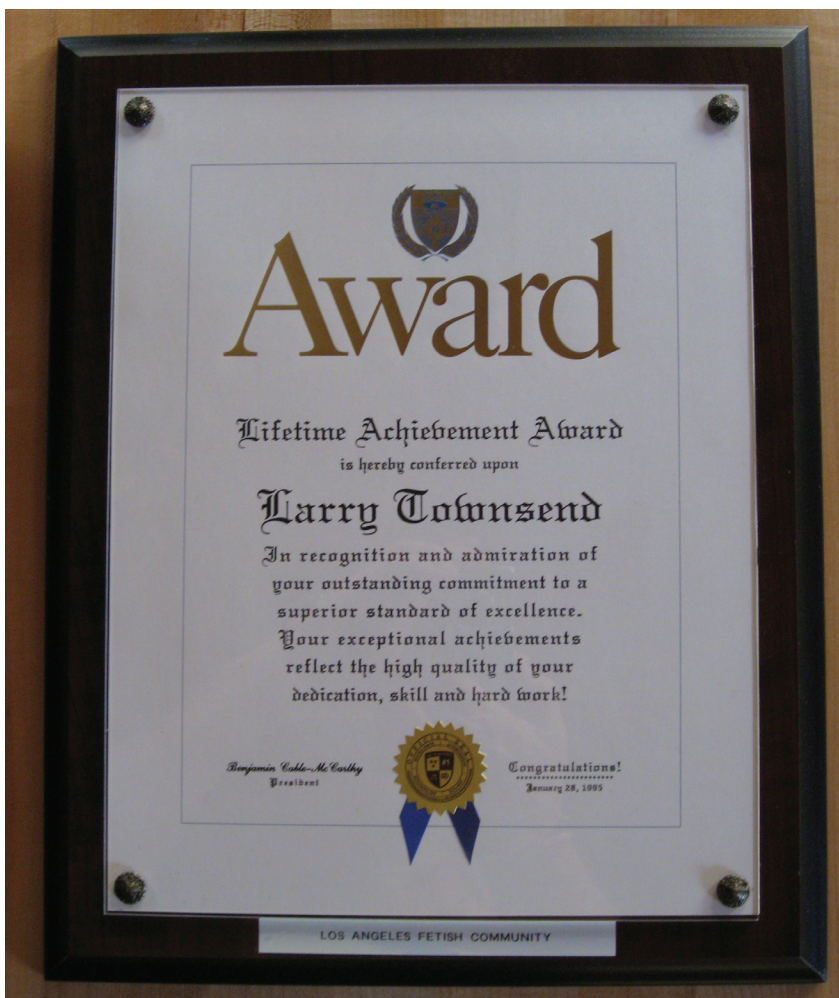 Award
Lifetime Achievement Award
is hereby conferred upon
Larry Townsend
In recognition and admiration of
your outstanding commitment to a
superior standard of excellence.
Your exceptional achievements
reflect the high quality of your
dedication, skill and hard work!
Benjamin Cable-McCarthy
President
OFFICIAL SEAL
Congratulations!
January 28, 1995
LOS ANGELES FETISH COMMUNITY